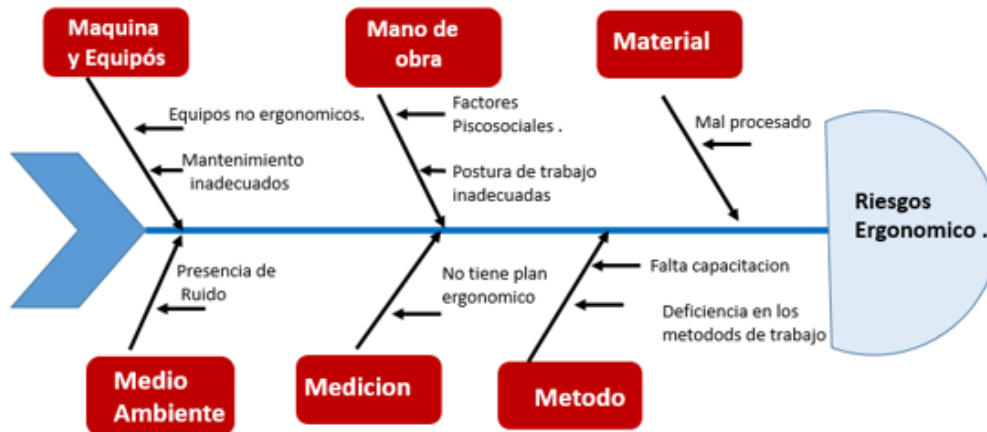 Maquina
y Equipós
Mano de
obra
Material
Equipos no ergonomicos.
Mantenimiento
inadecuados
Factores
Piscosociales .
Postura de trabajo
inadecuadas
Mal procesado
Riesgos
Ergonomico .
Presencia de
Ruido
No tiene plan
ergonomico
Falta capacitacion
Deficiencia en los
metodods de trabajo
Medio
Ambiente
Medicion
Metodo